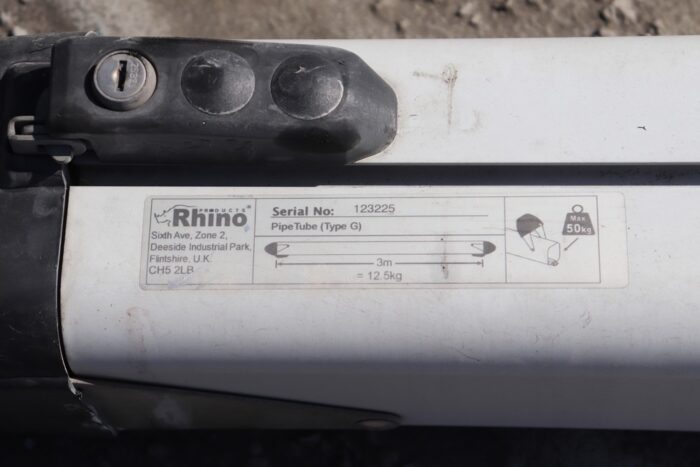 PRODUCTS
Rhino®
Sixth Ave, Zone 2,
Deeside Industrial Park,
Flintshire, U.K.
CH5 2LB
Serial No: 123225
PipeTube (Type G)
3m
= 12.5kg
Max
50kg